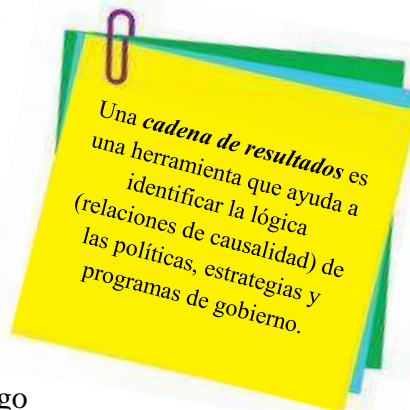 Una cadena de resultados es
una herramienta que ayuda a
identificar la lógica
(relaciones de causalidad) de
las políticas, estrategias y
programas de gobierno.
go